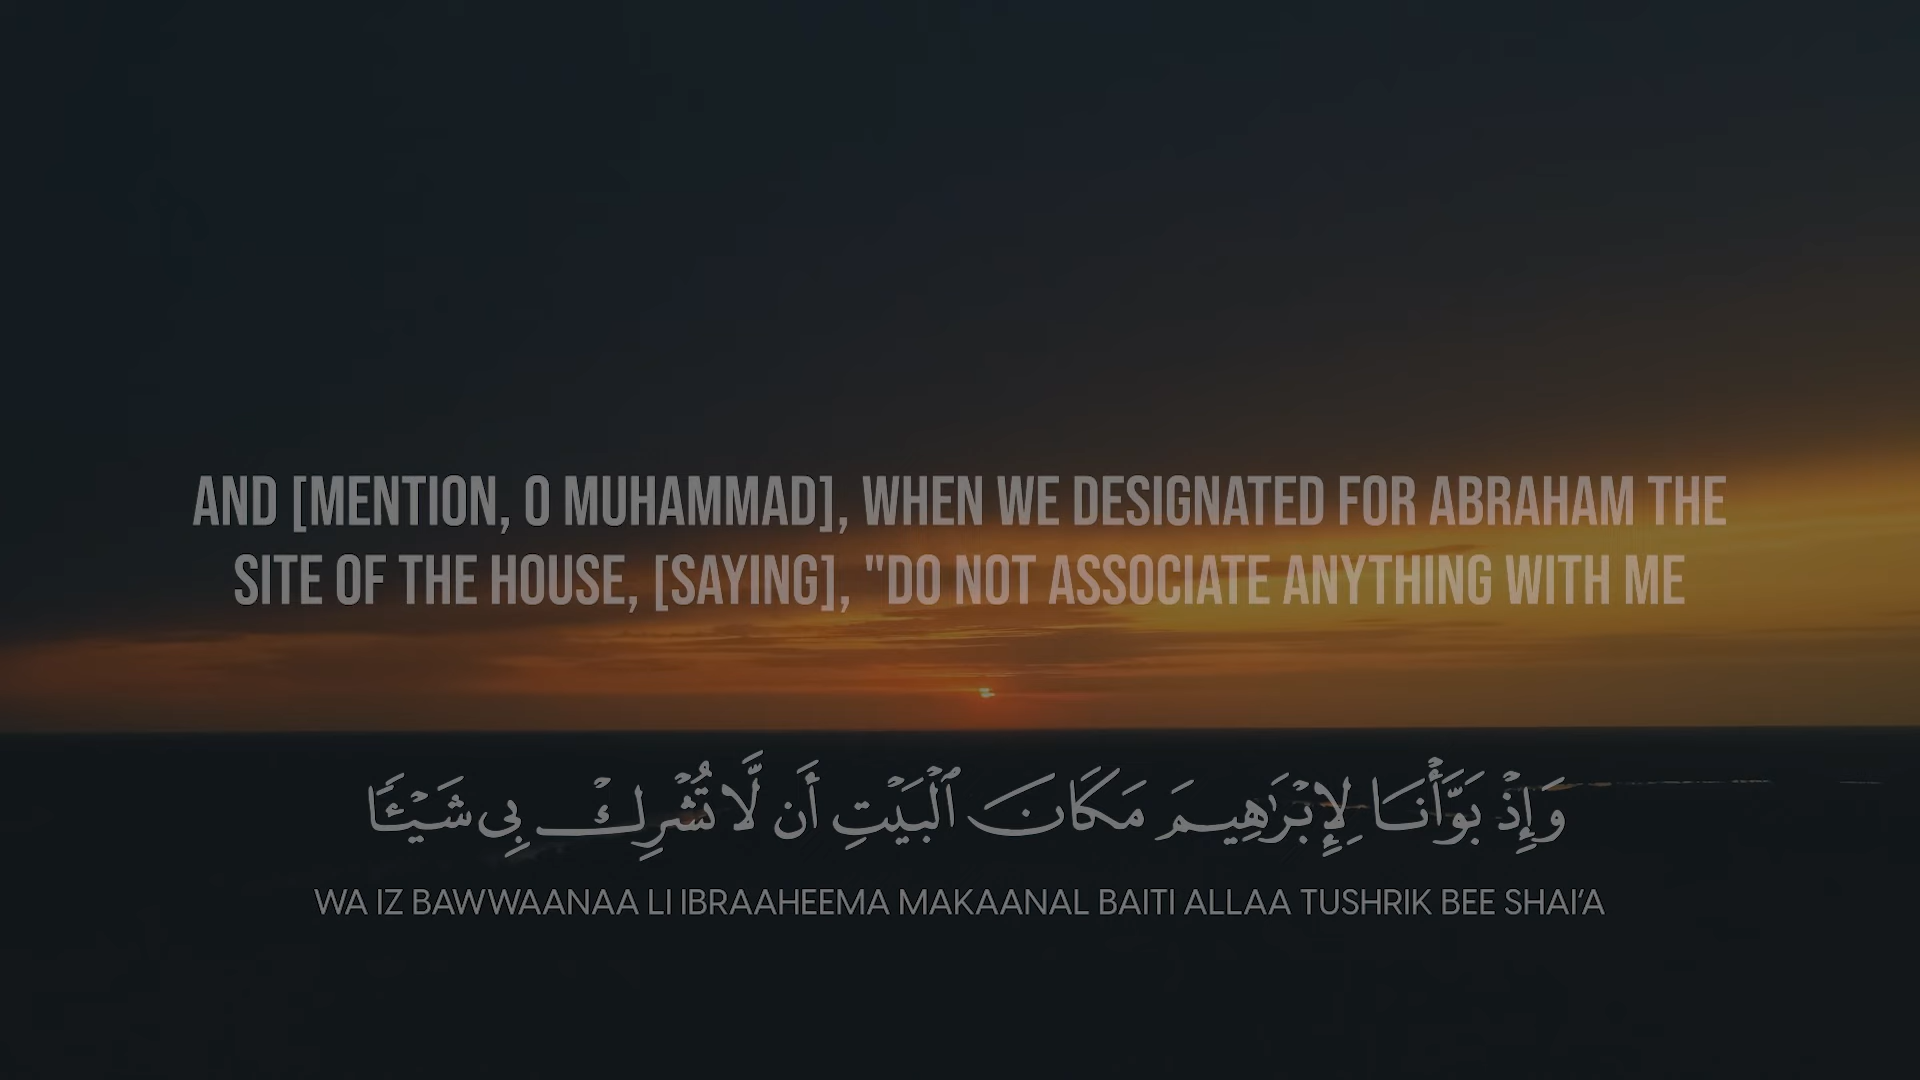 AND [MENTION, O MUHAMMAD], WHEN WE DESIGNATED FOR ABRAHAM THE
SITE OF THE HOUSE, [SAYING], "DO NOT ASSOCIATE ANYTHING WITH ME
وَإِذْ بَوَّأْنَا لِإِبْرَٰهِيمَ مَكَانَ ٱلْبَيْتِ أَن لَّا تُشْرِكْ بِى شَيْـًٔا
WA IZ BAWWAANAA LI IBRAAHEEMA MAKAANAL BAITI ALLAA TUSHRIK BEE SHAI'A